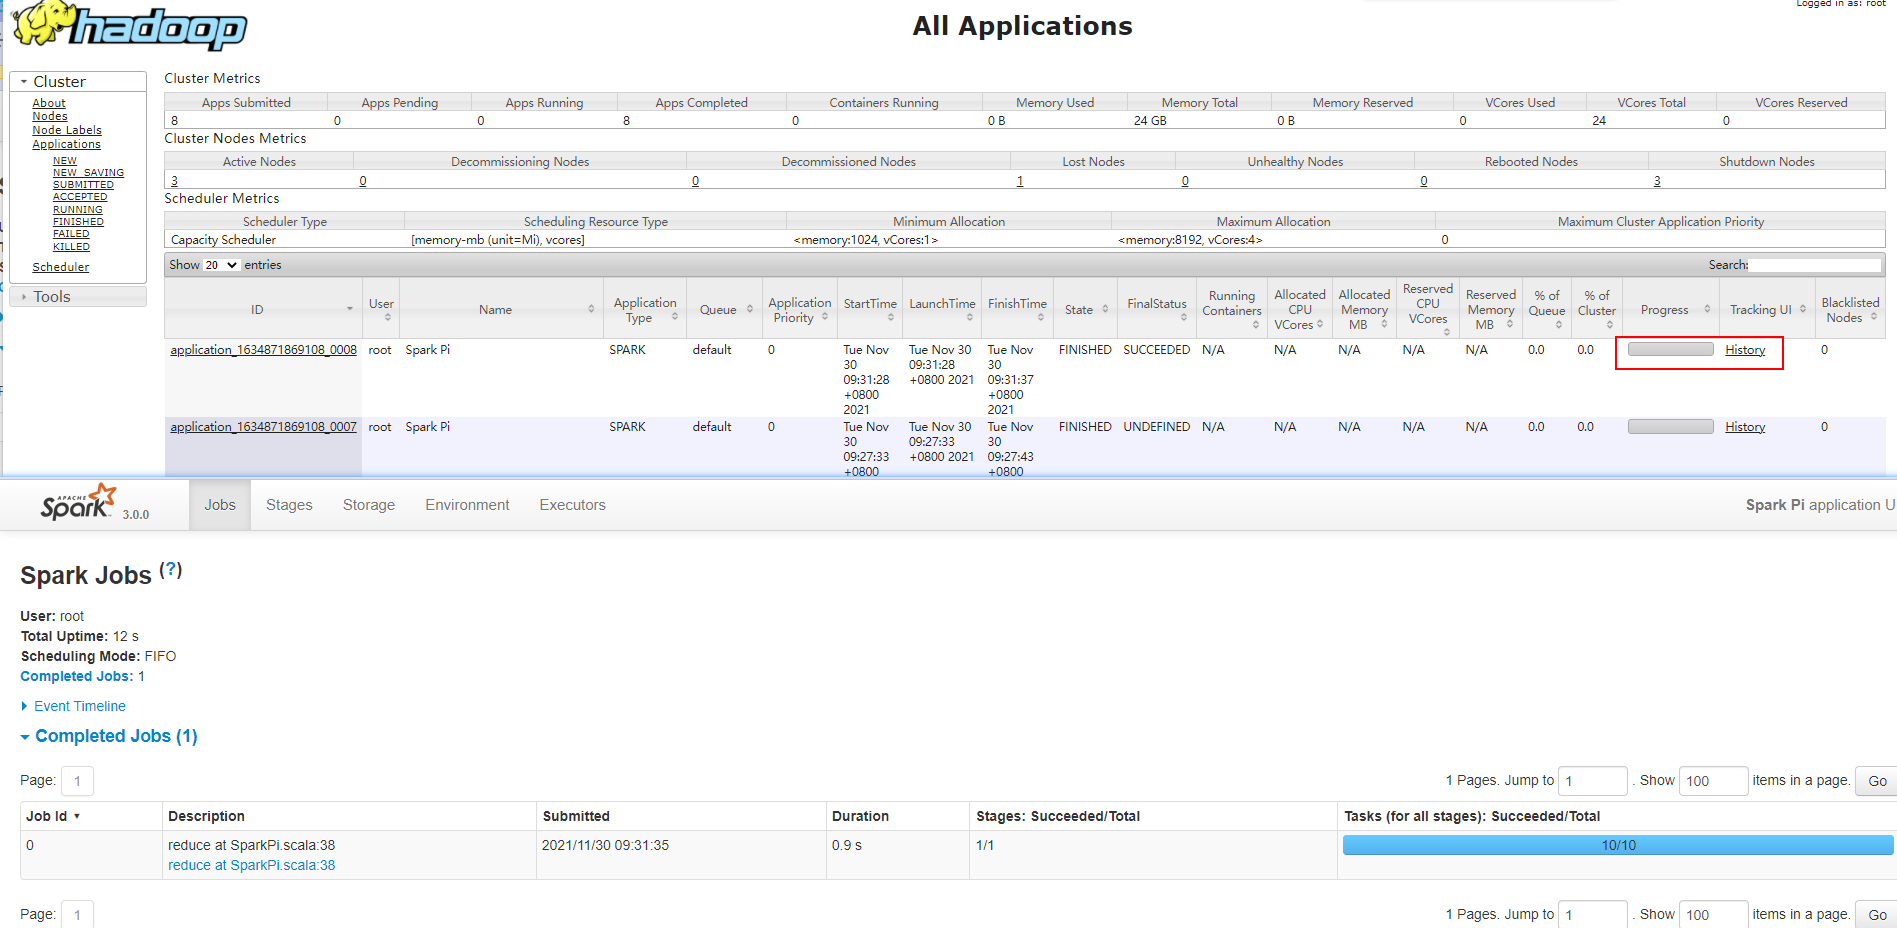 Logged in as: root
hadoop
All Applications
Cluster
About
Nodes
Node Labels
Applications
NEW
NEW_SAVING
SUBMITTED
ACCEPTED
RUNNING
FINISHED
FAILED
KILLED
Scheduler
Tools
Cluster Metrics
Apps Submitted Apps Pending Apps Running Apps Completed Containers Running Memory Used Memory Total Memory Reserved VCores Used VCores Total VCores Reserved
8 0 0 8 0 0 B 24 GB 0 B 0 24 0
Cluster Nodes Metrics
Active Nodes Decommissioning Nodes Decommissioned Nodes Lost Nodes Unhealthy Nodes Rebooted Nodes Shutdown Nodes
3 0 0 1 0 0 3
Scheduler Metrics
Scheduler Type Scheduling Resource Type Minimum Allocation Maximum Allocation Maximum Cluster Application Priority
Capacity Scheduler [memory-mb (unit=Mi), vcores] <memory:1024, vCores:1> <memory:8192, vCores:4> 0
Show 20 entries Search:
ID User Name Application Type Queue Application Priority StartTime LaunchTime FinishTime State FinalStatus Running Containers Allocated CPU VCores Allocated Memory MB Reserved CPU VCores Reserved Memory MB % of Queue % of Cluster Progress Tracking UI Blacklisted Nodes
application_1634871869108_0008 root Spark Pi SPARK default 0 Tue Nov 30 09:31:28 +0800 2021 Tue Nov 30 09:31:28 +0800 2021 Tue Nov 30 09:31:37 +0800 2021 FINISHED SUCCEEDED N/A N/A N/A N/A N/A 0.0 0.0 History 0
application_1634871869108_0007 root Spark Pi SPARK default 0 Tue Nov 30 09:27:33 +0800 Tue Nov 30 09:27:33 +0800 2021 Tue Nov 30 09:27:43 +0800 FINISHED UNDEFINED N/A N/A N/A N/A N/A 0.0 0.0 History 0
APACHE Spark 3.0.0 Jobs Stages Storage Environment Executors Spark Pi application U
Spark Jobs (?)
User: root
Total Uptime: 12 s
Scheduling Mode: FIFO
Completed Jobs: 1
Event Timeline
Completed Jobs (1)
Page: 1 1 Pages. Jump to 1 . Show 100 items in a page. Go
Job Id ▾ Description Submitted Duration Stages: Succeeded/Total Tasks (for all stages): Succeeded/Total
0 reduce at SparkPi.scala:38 2021/11/30 09:31:35 0.9 s 1/1 10/10
reduce at SparkPi.scala:38
Page: 1 1 Pages. Jump to 1 . Show 100 items in a page. Go